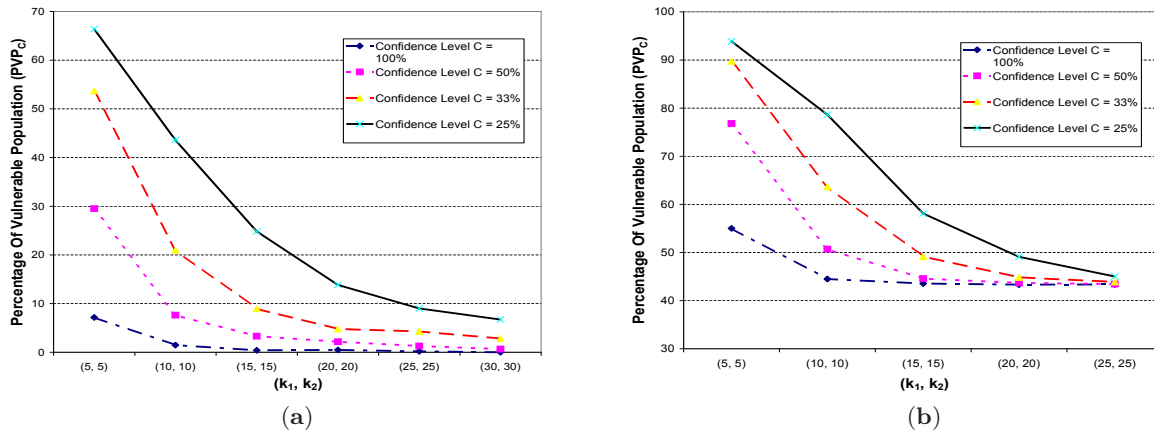 70
60
50
40
30
20
10
0
Percentage Of Vulnerable Population (PVPC)
(5, 5) (10, 10) (15, 15) (20, 20) (25, 25) (30, 30)
(k1, k2)
Confidence Level C =
100%
Confidence Level C = 50%
Confidence Level C = 33%
Confidence Level C = 25%
(a)
100
90
80
70
60
50
40
30
Percentage Of Vulnerable Population (PVPC)
(5, 5) (10, 10) (15, 15) (20, 20) (25, 25)
(k1, k2)
Confidence Level C =
100%
Confidence Level C = 50%
Confidence Level C = 33%
Confidence Level C = 25%
(b)